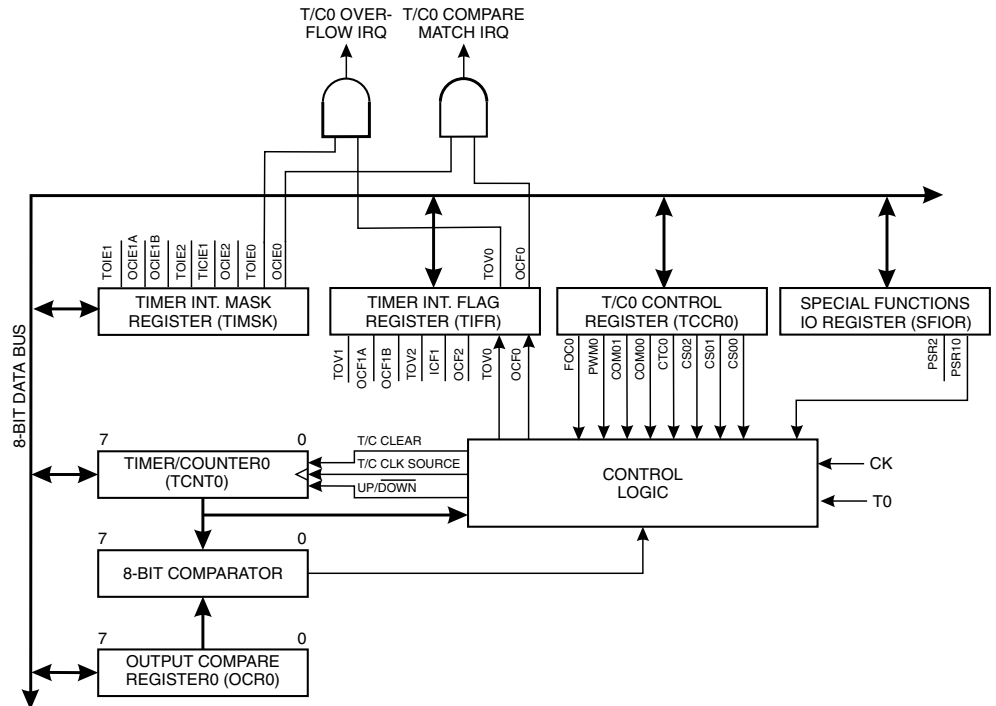 T/C0 OVER-
FLOW IRQ
T/C0 COMPARE
MATCH IRQ
8-BIT DATA BUS
TOIE1
OCIE1A
OCIE1B
TOIE2
TICIE1
OCIE2
TOIE0
OCIE0
TOV0
OCF0
TIMER INT. MASK
REGISTER (TIMSK)
TIMER INT. FLAG
REGISTER (TIFR)
T/C0 CONTROL
REGISTER (TCCR0)
SPECIAL FUNCTIONS
IO REGISTER (SFIOR)
TOV1
OCF1A
OCF1B
TOV2
ICF1
OCF2
TOV0
OCF0
FOC0
PWM0
COM01
COM00
CTC0
CS02
CS01
CS00
PSR2
PSR10
7 0
TIMER/COUNTER0
(TCNT0)
T/C CLEAR
T/C CLK SOURCE
UP/DOWN
CONTROL
LOGIC
CK
T0
7 0
8-BIT COMPARATOR
7 0
OUTPUT COMPARE
REGISTER0 (OCR0)